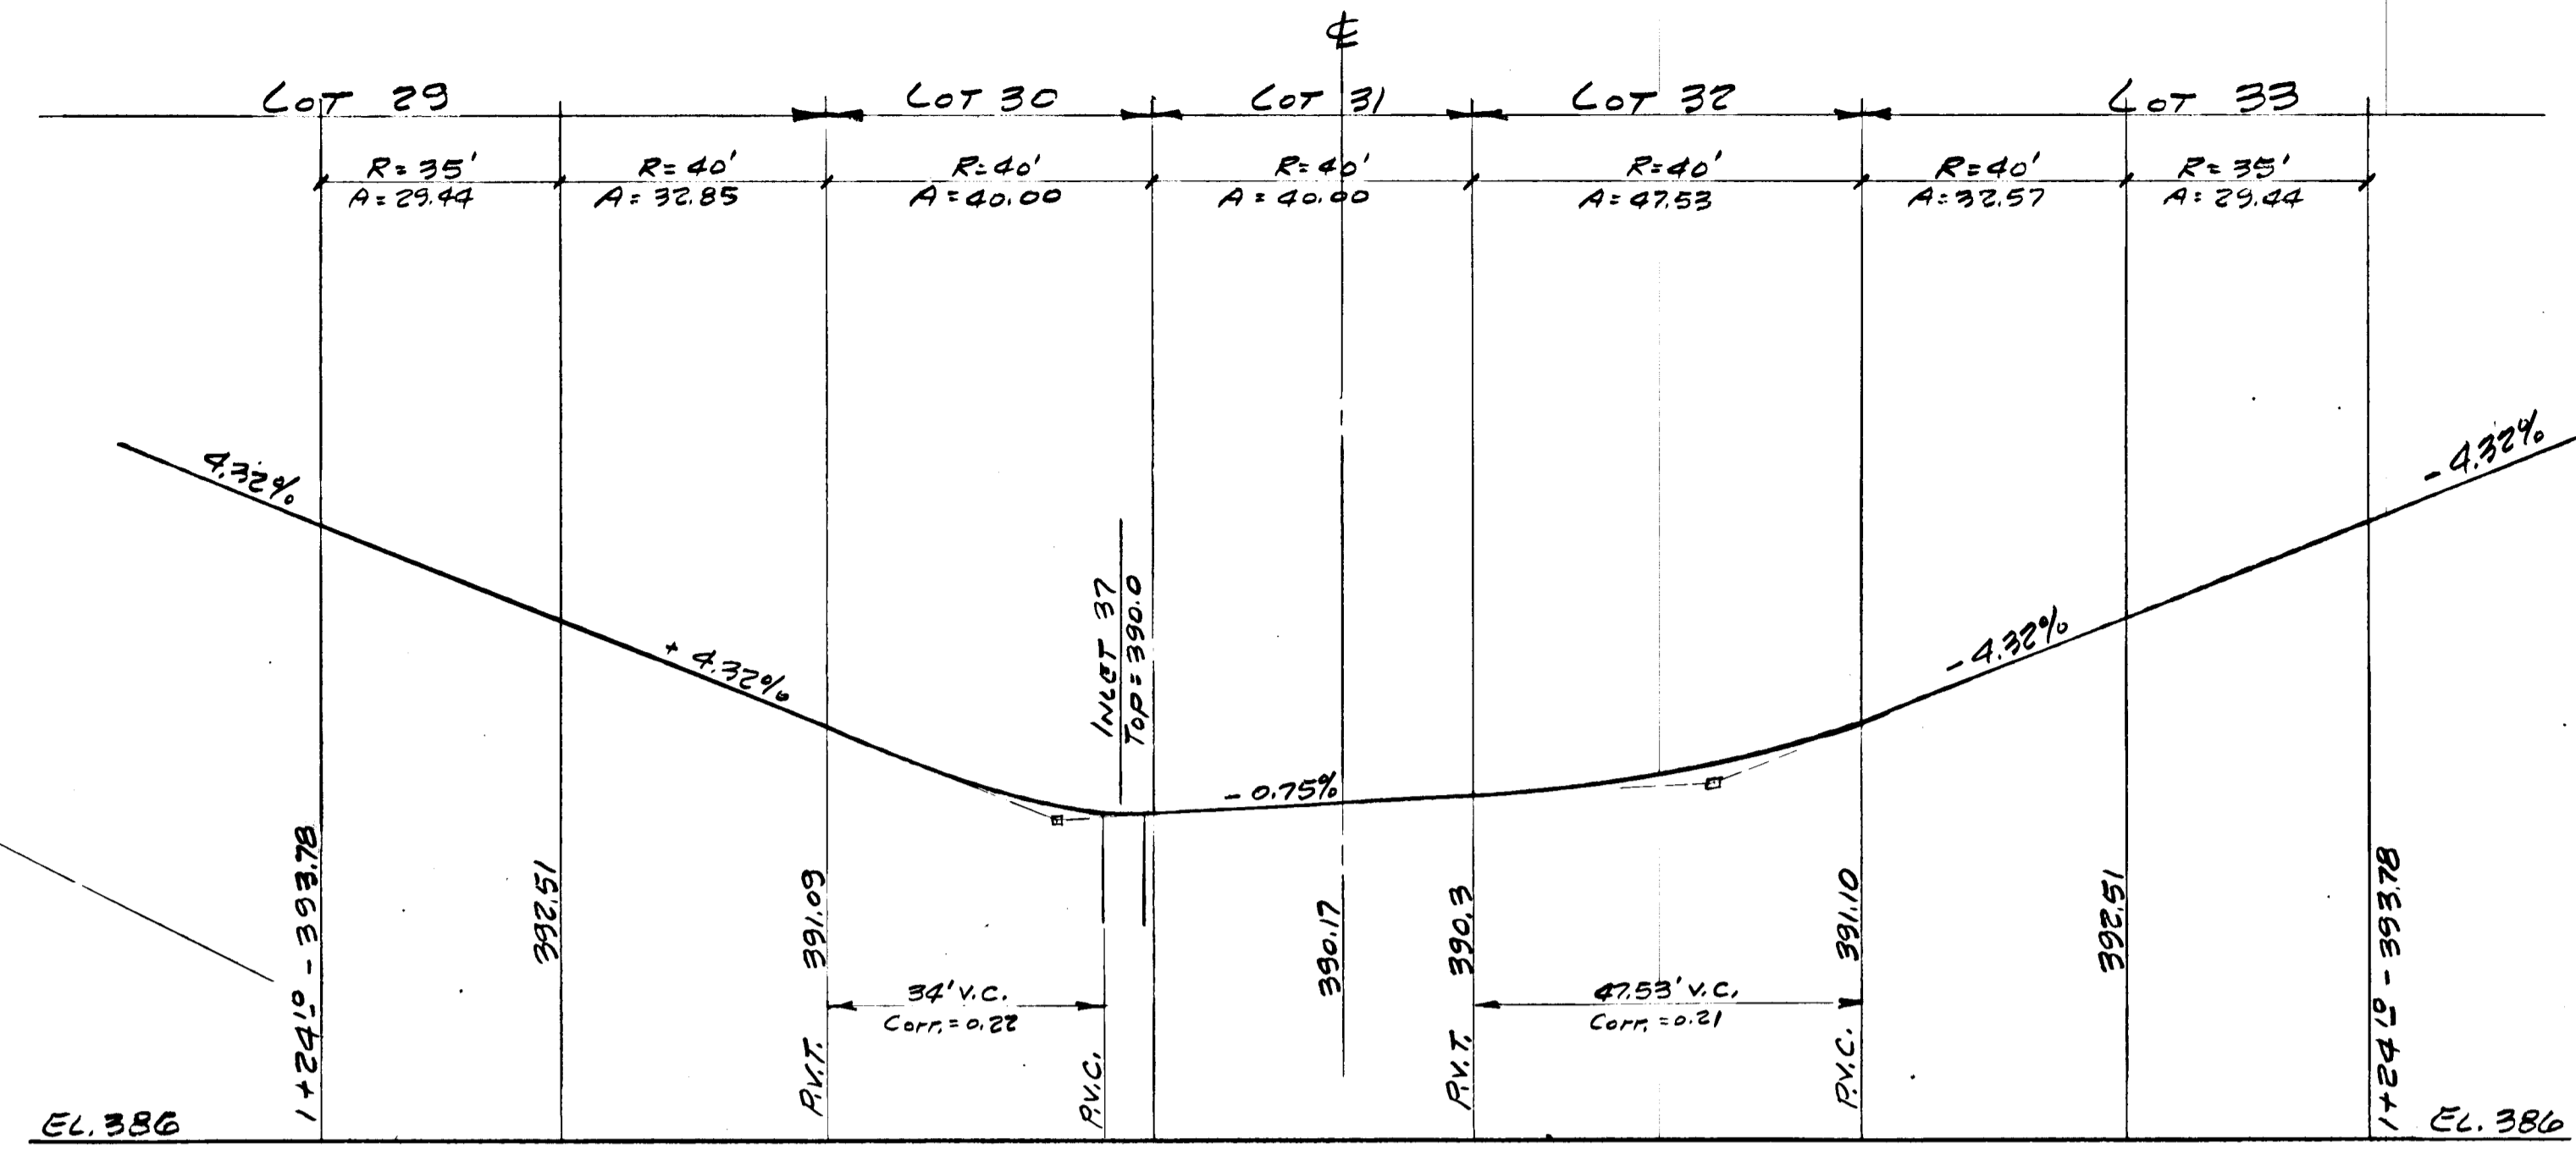 ℄
LOT 29
LOT 30
LOT 31
LOT 32
LOT 33
R=35'
A=29.44
R=40'
A=32.85
R=40'
A=40.00
R=40'
A=40.00
R=40'
A=47.53
R=40'
A=32.57
R=35'
A=29.44
4.32%
+ 4.32%
INLET 37
TOP=390.0
- 0.75%
- 4.32%
- 4.32%
1+24.10 - 393.78
392.51
P.V.T. 391.09
34' V.C.
Corr.=0.22
P.V.C.
390.17
P.V.T. 390.3
47.53' V.C.
Corr.=0.21
P.V.C. 391.10
392.51
1+24.10 - 393.78
EL. 386
EL. 386